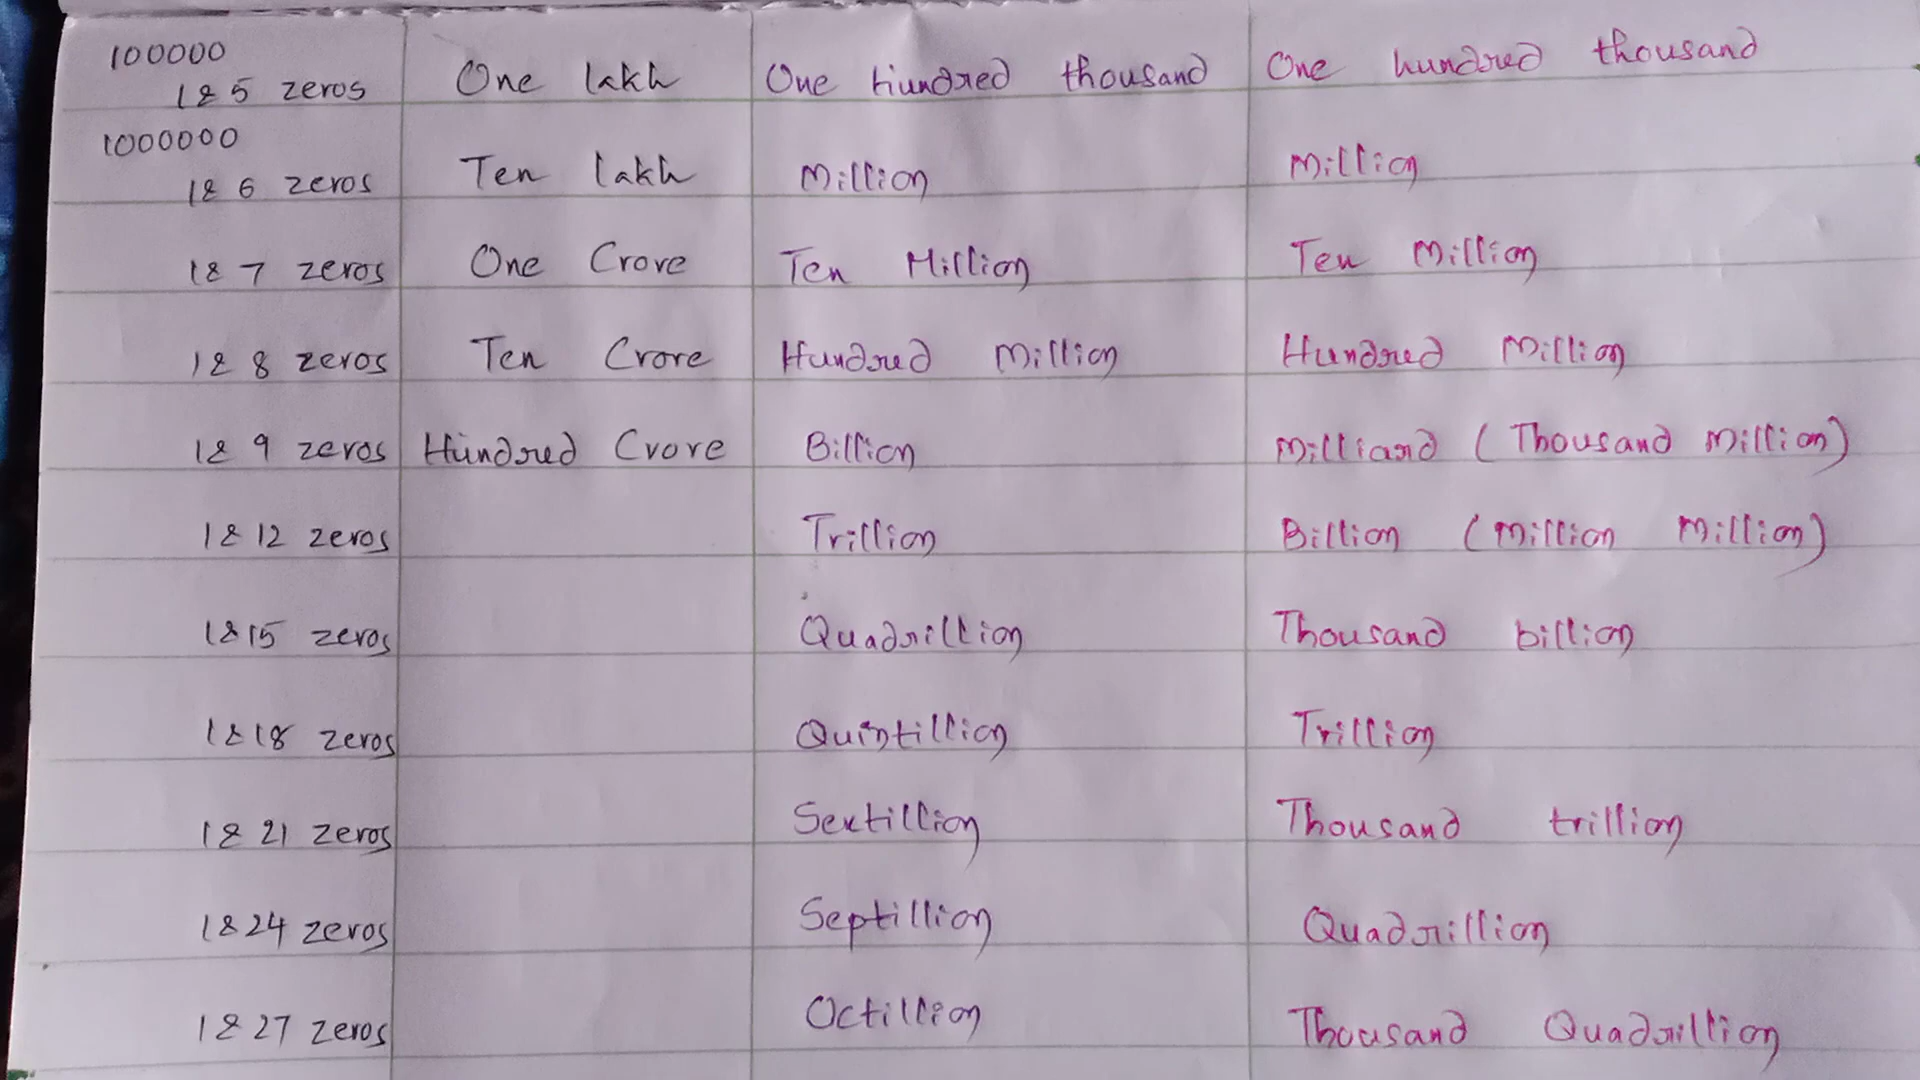 100000
1 & 5 zeros One lakh One hundred thousand One hundred thousand
1000000
1 & 6 zeros Ten lakh Million Million
1 & 7 zeros One Crore Ten Million Ten Million
1 & 8 zeros Ten Crore Hundred Million Hundred Million
1 & 9 zeros Hundred Crore Billion Milliard (Thousand Million)
1 & 12 zeros Trillion Billion (Million Million)
1 & 15 zeros Quadrillion Thousand billion
1 & 18 zeros Quintillion Trillion
1 & 21 zeros Sextillion Thousand trillion
1 & 24 zeros Septillion Quadrillion
1 & 27 zeros Octillion Thousand Quadrillion